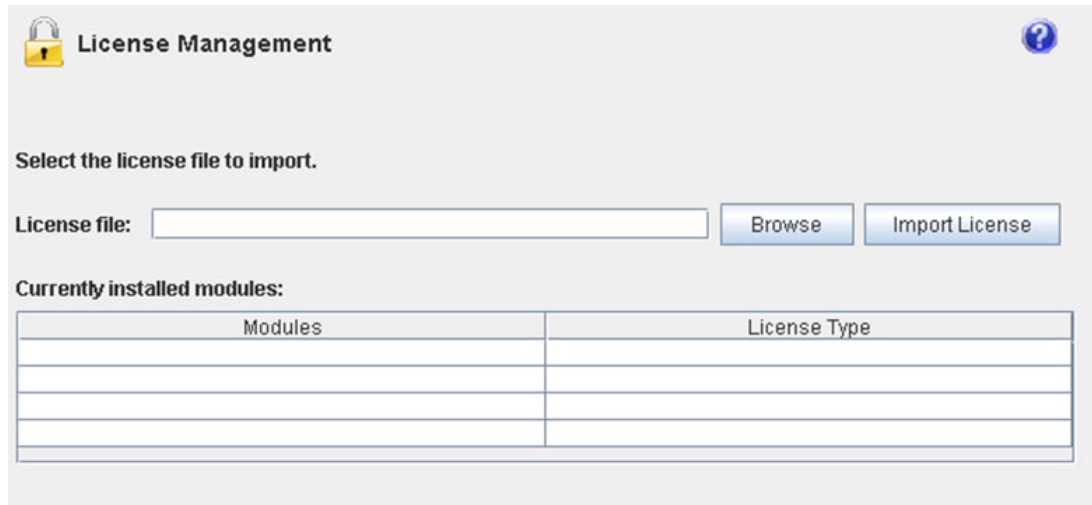 License Management
?
Select the license file to import.
License file: Browse Import License
Currently installed modules:
Modules License Type